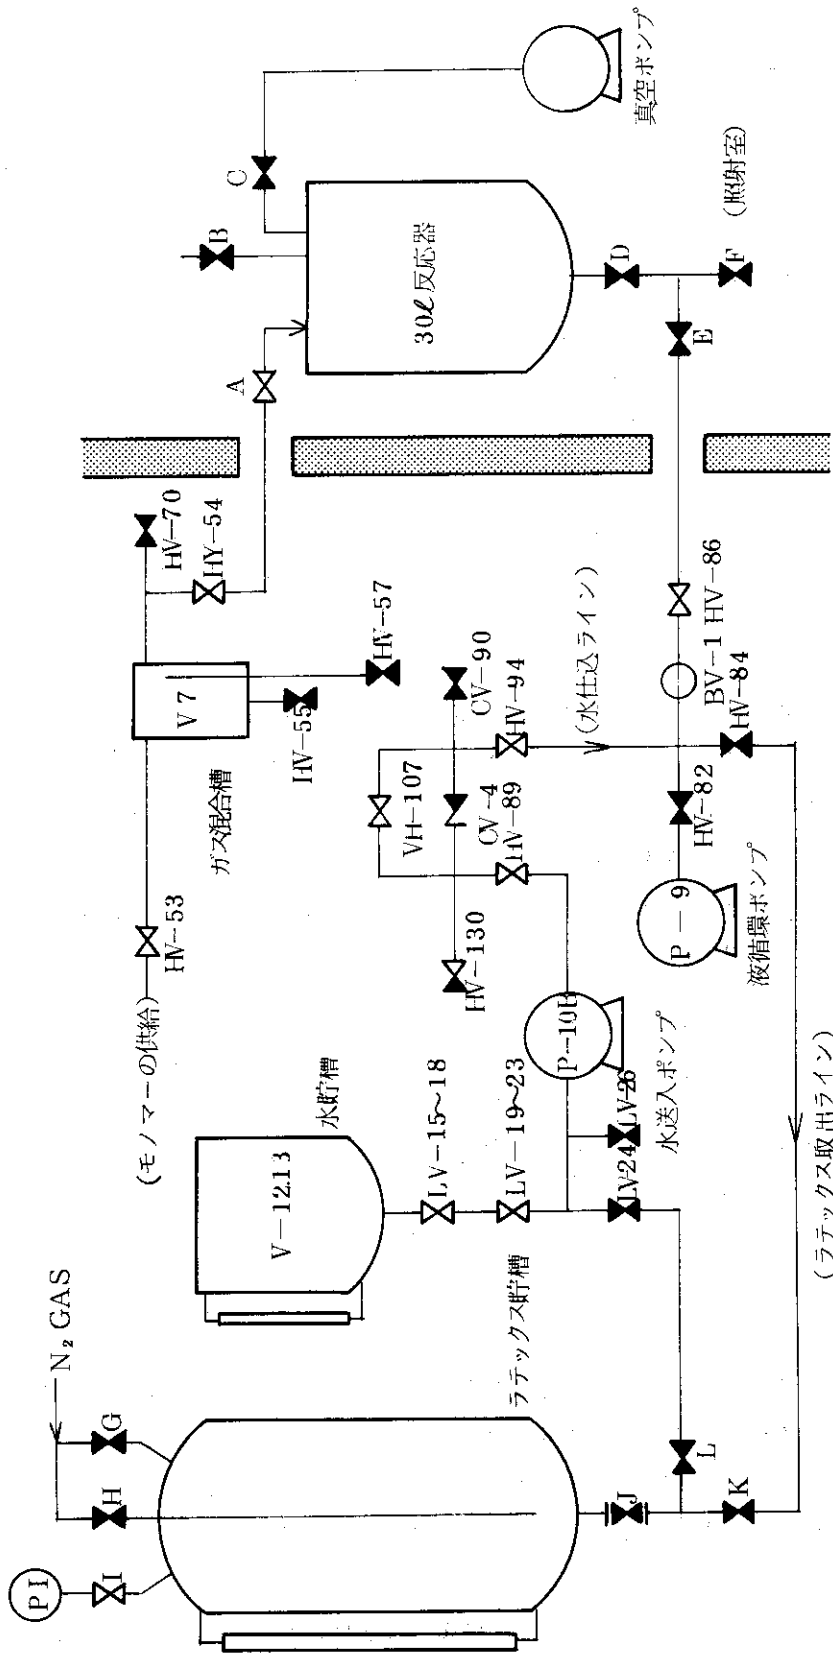 PI
I
H
G
N₂ GAS
ラテックス貯槽
J
K
L
V-12.13
水貯槽
LV-15~18
LV-19~23
LV-24
LV-26
P-10B
水送入ポンプ
(モノマーの供給)
HV-53
ガス混合槽
V7
HV-55
HV-57
HV-70
HY-54
HV-130
VH-107
CV-4
HV-89
CV-90
HV-94
(水仕込ライン)
P-9
液循環ポンプ
HV-82
BV-1
HV-86
HV-84
(ラテックス取出ライン)
A
B
C
30ℓ反応器
D
E
F
(照射室)
真空ポンプ